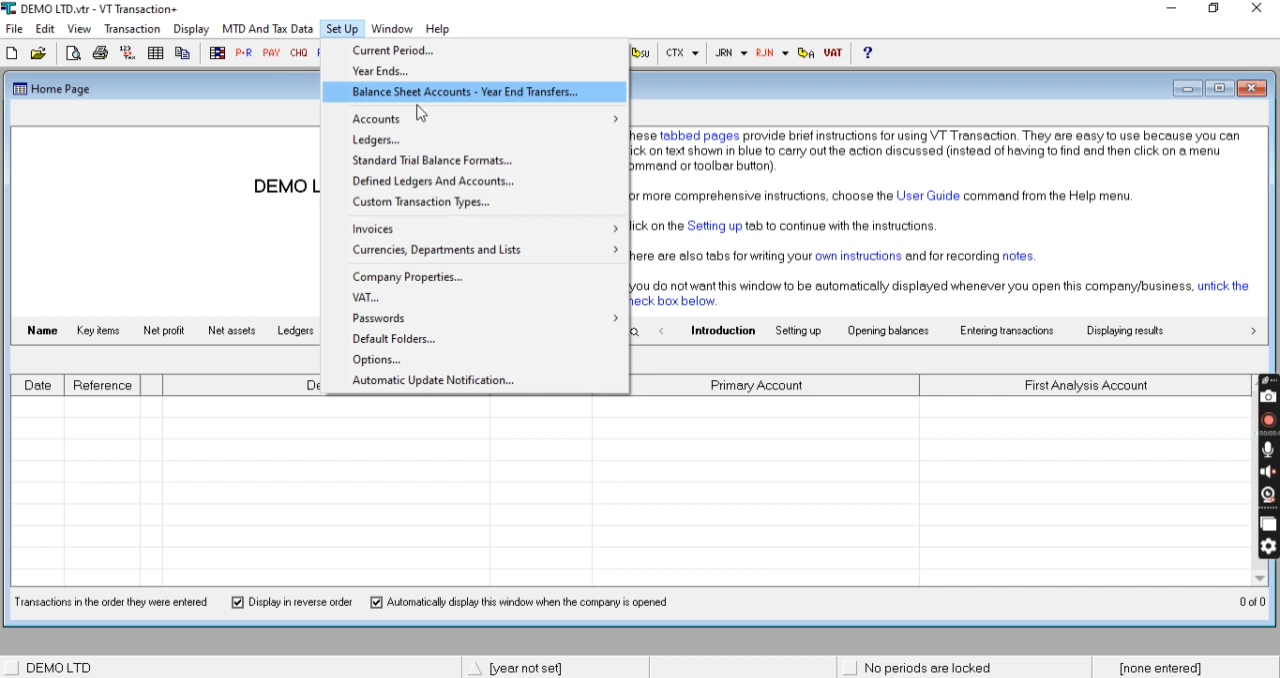 DEMO LTD.vtr - VT Transaction+
File Edit View Transaction Display MTD And Tax Data Set Up Window Help
P+R PAY CHQ SU CTX JRN RJN A VAT ?
Current Period...
Year Ends...
Balance Sheet Accounts - Year End Transfers...
Accounts
Ledgers...
Standard Trial Balance Formats...
Defined Ledgers And Accounts...
Custom Transaction Types...
Invoices
Currencies, Departments and Lists
Company Properties...
VAT...
Passwords
Default Folders...
Options...
Automatic Update Notification...
Home Page
DEMO L
hese tabbed pages provide brief instructions for using VT Transaction. They are easy to use because you can
ick on text shown in blue to carry out the action discussed (instead of having to find and then click on a menu
ommand or toolbar button).
or more comprehensive instructions, choose the User Guide command from the Help menu.
lick on the Setting up tab to continue with the instructions.
here are also tabs for writing your own instructions and for recording notes.
you do not want this window to be automatically displayed whenever you open this company/business, untick the
heck box below.
Name Key items Net profit Net assets Ledgers
Introduction Setting up Opening balances Entering transactions Displaying results
Date Reference De Primary Account First Analysis Account
Transactions in the order they were entered Display in reverse order Automatically display this window when the company is opened 0 of 0
DEMO LTD [year not set] No periods are locked [none entered]